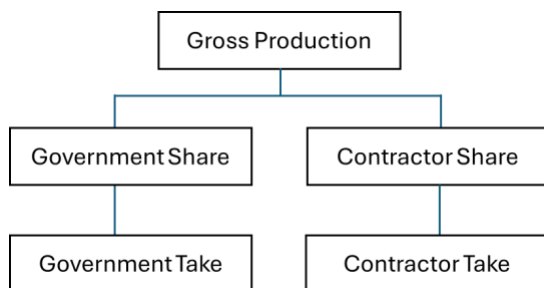 Gross Production
Government Share
Contractor Share
Government Take
Contractor Take